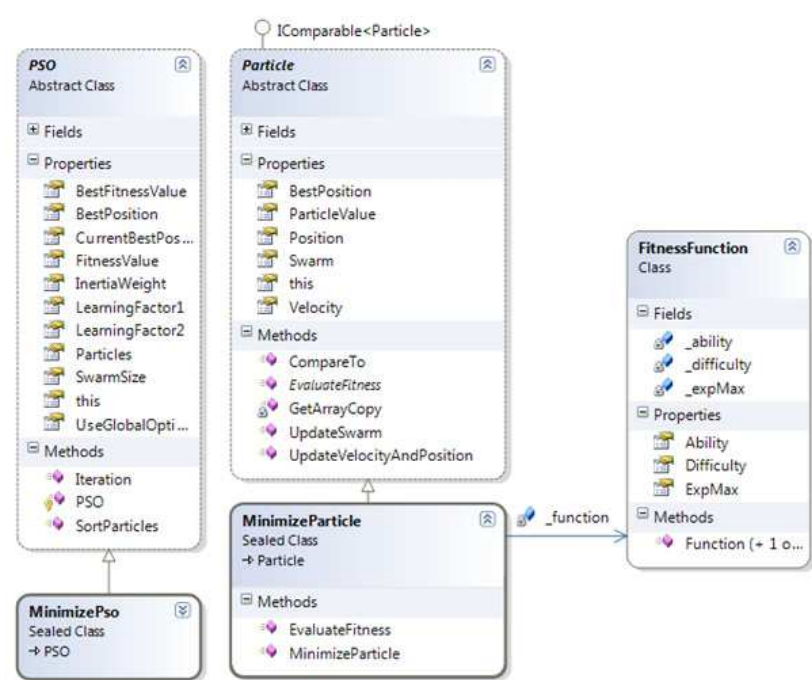 IComparable<Particle>
PSO
Abstract Class
Fields
Properties
BestFitnessValue
BestPosition
CurrentBestPos...
FitnessValue
InertiaWeight
LearningFactor1
LearningFactor2
Particles
SwarmSize
this
UseGlobalOpti...
Methods
Iteration
PSO
SortParticles
MinimizePso
Sealed Class
PSO
Particle
Abstract Class
Fields
Properties
BestPosition
ParticleValue
Position
Swarm
this
Velocity
Methods
CompareTo
EvaluateFitness
GetArrayCopy
UpdateSwarm
UpdateVelocityAndPosition
MinimizeParticle
Sealed Class
Particle
Methods
EvaluateFitness
MinimizeParticle
_function
FitnessFunction
Class
Fields
_ability
_difficulty
_expMax
Properties
Ability
Difficulty
ExpMax
Methods
Function (+ 1 o...